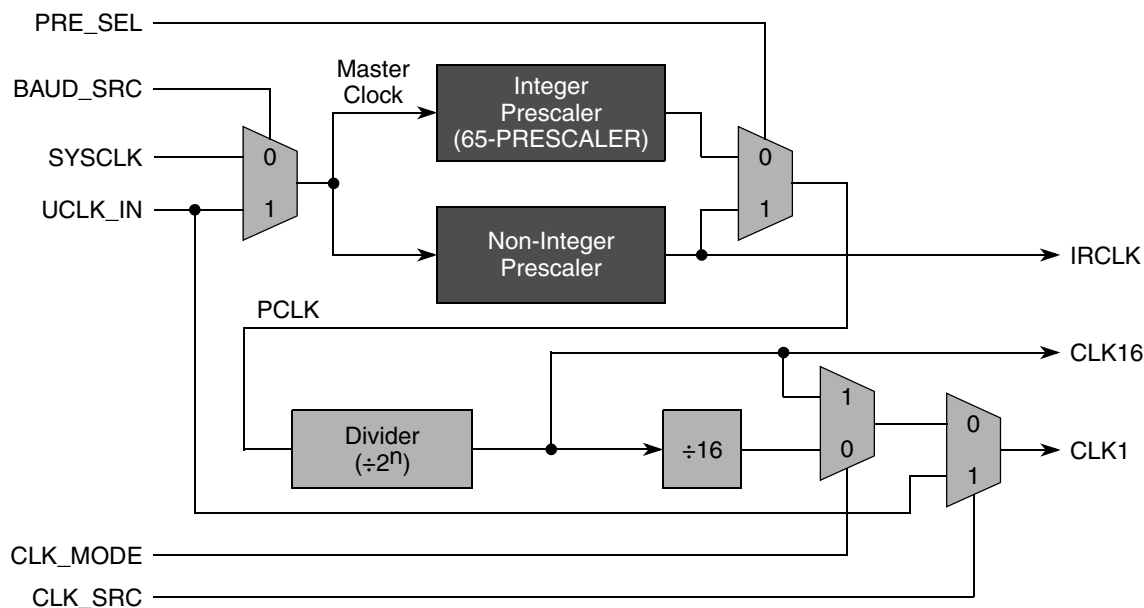 PRE_SEL
BAUD_SRC
SYSCLK
UCLK_IN
0
1
Master
Clock
Integer
Prescaler
(65-PRESCALER)
Non-Integer
Prescaler
0
1
IRCLK
PCLK
CLK16
Divider
(÷2ⁿ)
÷16
1
0
0
1
CLK1
CLK_MODE
CLK_SRC